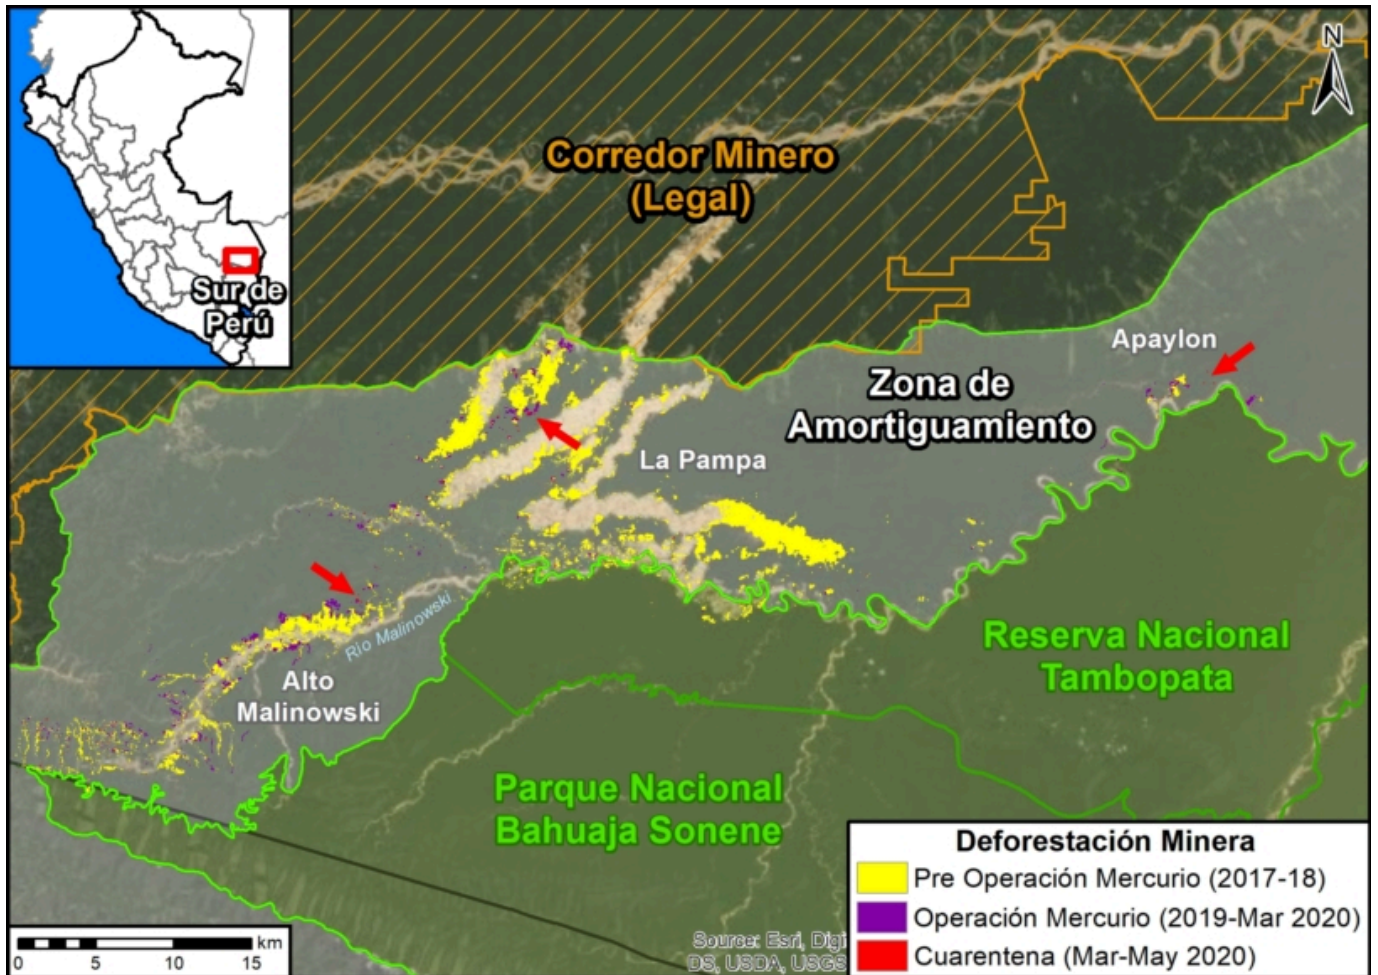 N
Corredor Minero
(Legal)
Sur de
Perú
Apaylon
Zona de
Amortiguamiento
La Pampa
Río Malinowski
Alto
Malinowski
Reserva Nacional
Tambopata
Parque Nacional
Bahuaja Sonene
Deforestación Minera
Pre Operación Mercurio (2017-18)
Operación Mercurio (2019-Mar 2020)
Cuarentena (Mar-May 2020)
km
0 5 10 15
Source: Esri, Digi
DS, USDA, USGS